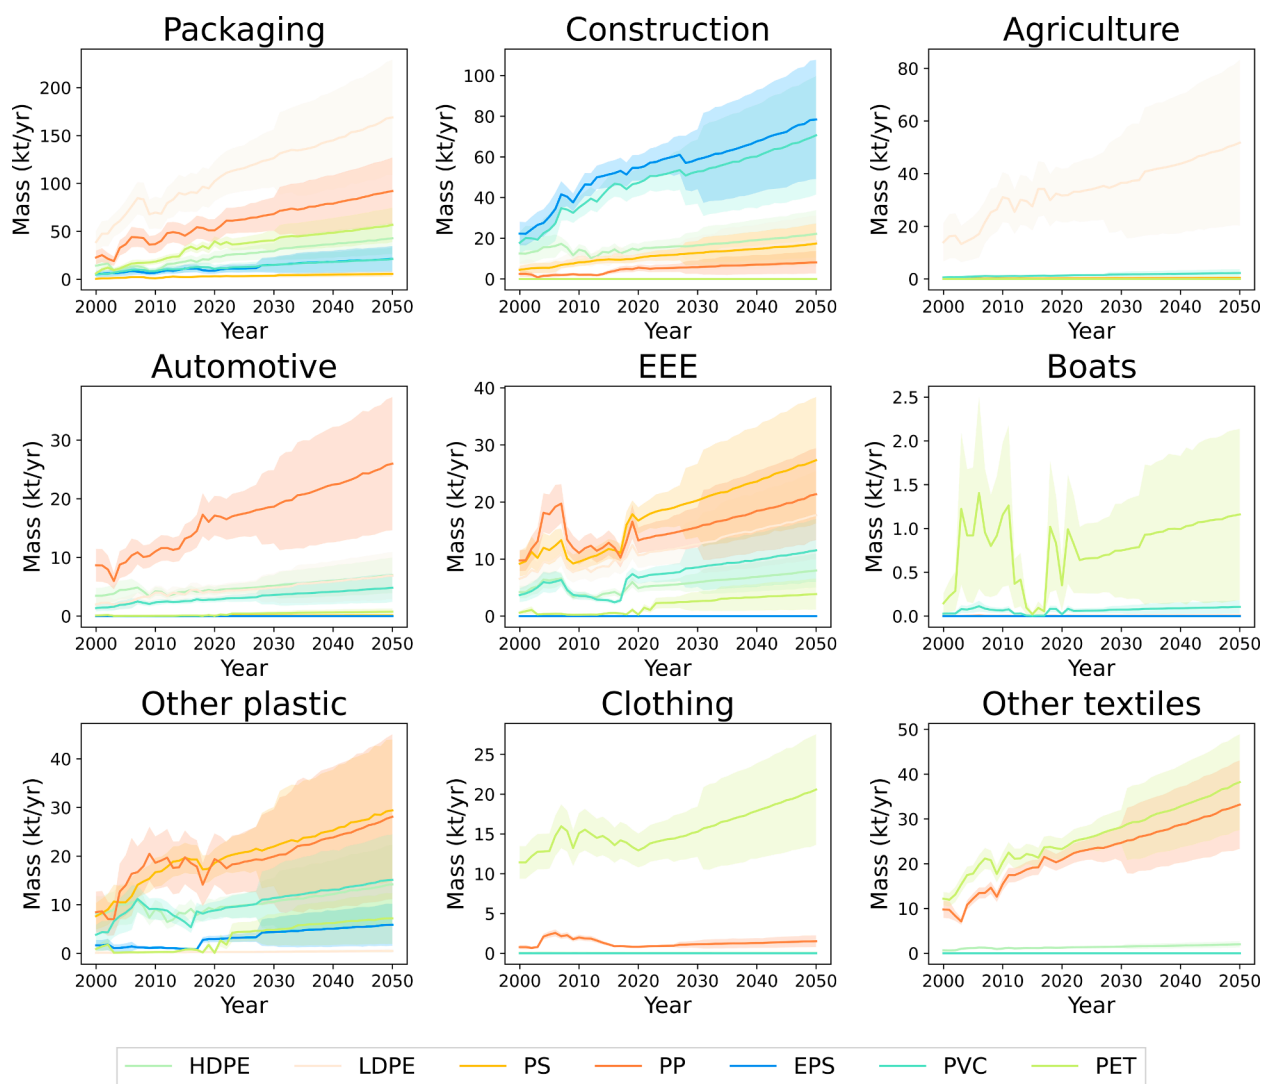 Packaging Construction Agriculture
Mass (kt/yr)
200
150
100
50
0
2000 2010 2020 2030 2040 2050
Year
Mass (kt/yr)
100
80
60
40
20
0
2000 2010 2020 2030 2040 2050
Year
Mass (kt/yr)
80
60
40
20
0
2000 2010 2020 2030 2040 2050
Year
Automotive EEE Boats
Mass (kt/yr)
30
20
10
0
2000 2010 2020 2030 2040 2050
Year
Mass (kt/yr)
40
30
20
10
0
2000 2010 2020 2030 2040 2050
Year
Mass (kt/yr)
2.5
2.0
1.5
1.0
0.5
0.0
2000 2010 2020 2030 2040 2050
Year
Other plastic Clothing Other textiles
Mass (kt/yr)
40
30
20
10
0
2000 2010 2020 2030 2040 2050
Year
Mass (kt/yr)
25
20
15
10
5
0
2000 2010 2020 2030 2040 2050
Year
Mass (kt/yr)
50
40
30
20
10
0
2000 2010 2020 2030 2040 2050
Year
HDPE LDPE PS PP EPS PVC PET